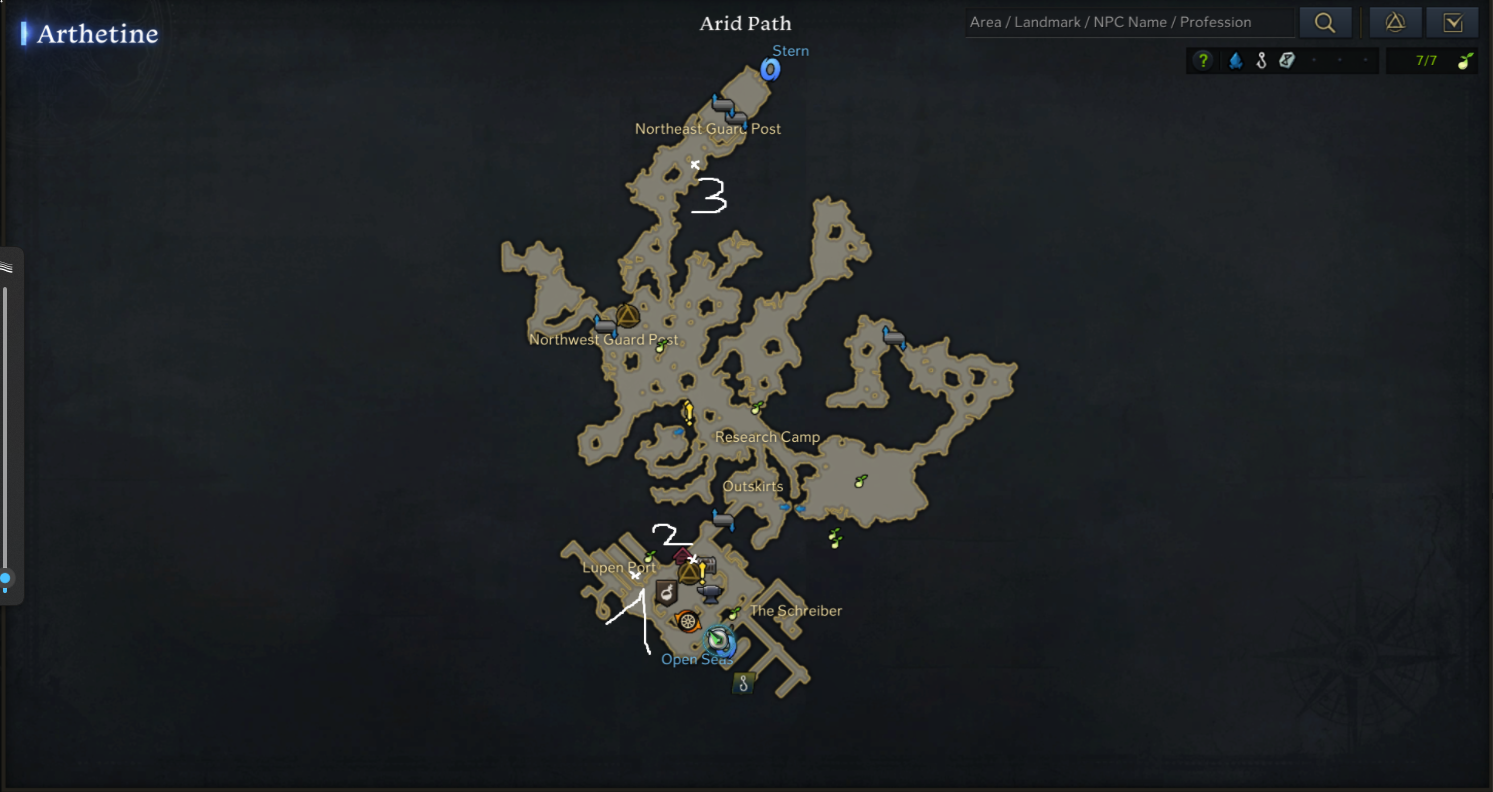 Arthetine
Arid Path
Area / Landmark / NPC Name / Profession
?
7/7
Stern
Northeast Guard Post
3
Northwest Guard Post
Research Camp
Outskirts
2
Lupen Port
1
The Schreiber
Open Seas